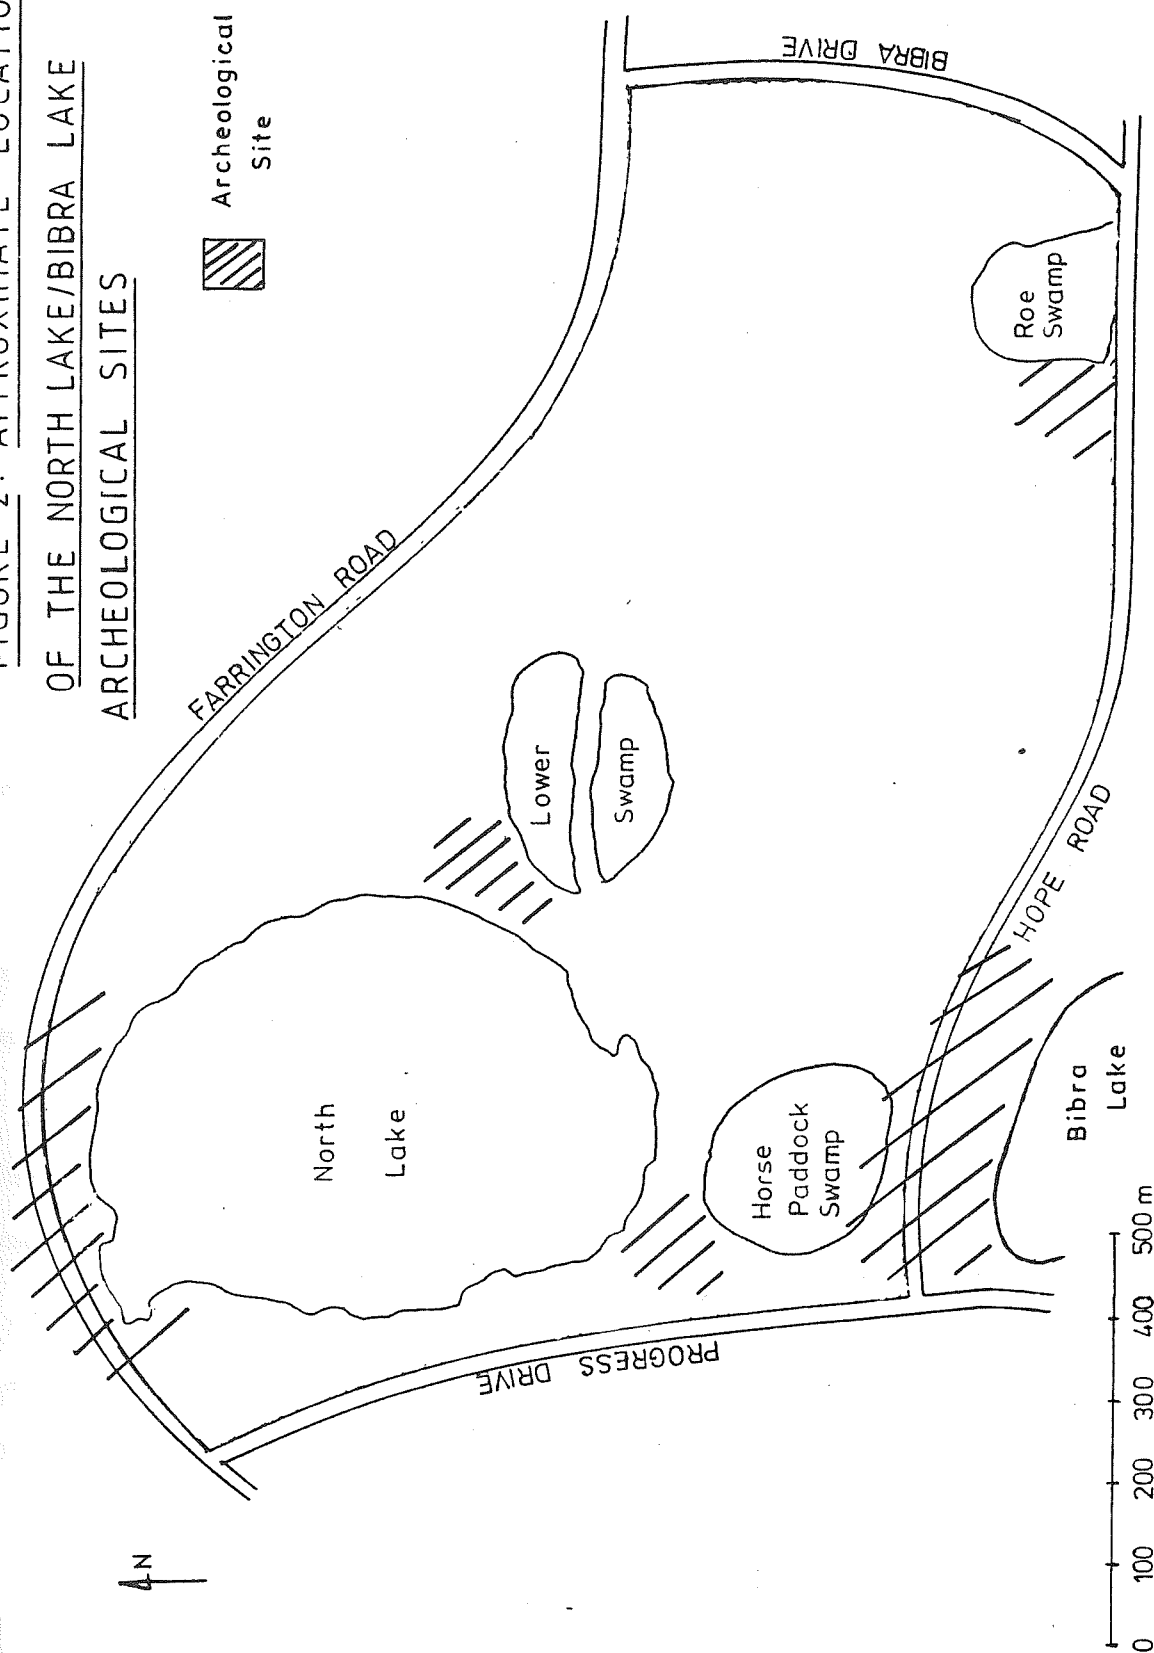 OF THE NORTH LAKE/BIBRA LAKE
ARCHEOLOGICAL SITES
Archeological
Site
N
FARRINGTON ROAD
BIBRA DRIVE
North
Lake
Lower
Swamp
Roe
Swamp
PROGRESS DRIVE
Horse
Paddock
Swamp
HOPE ROAD
Bibra
Lake
0 100 200 300 400 500 m